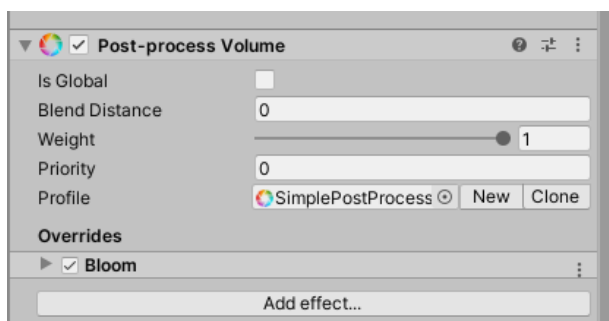 Post-process Volume
Is Global
Blend Distance 0
Weight 1
Priority 0
Profile SimplePostProcess New Clone
Overrides
Bloom
Add effect...